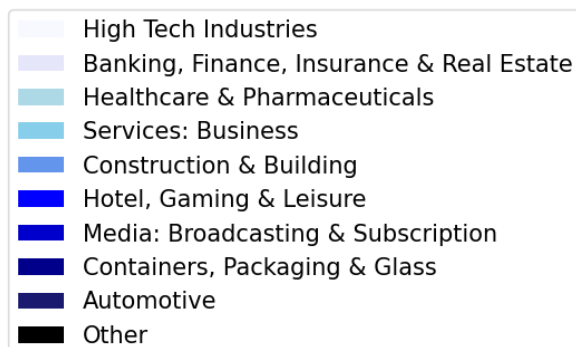 High Tech Industries
Banking, Finance, Insurance & Real Estate
Healthcare & Pharmaceuticals
Services: Business
Construction & Building
Hotel, Gaming & Leisure
Media: Broadcasting & Subscription
Containers, Packaging & Glass
Automotive
Other